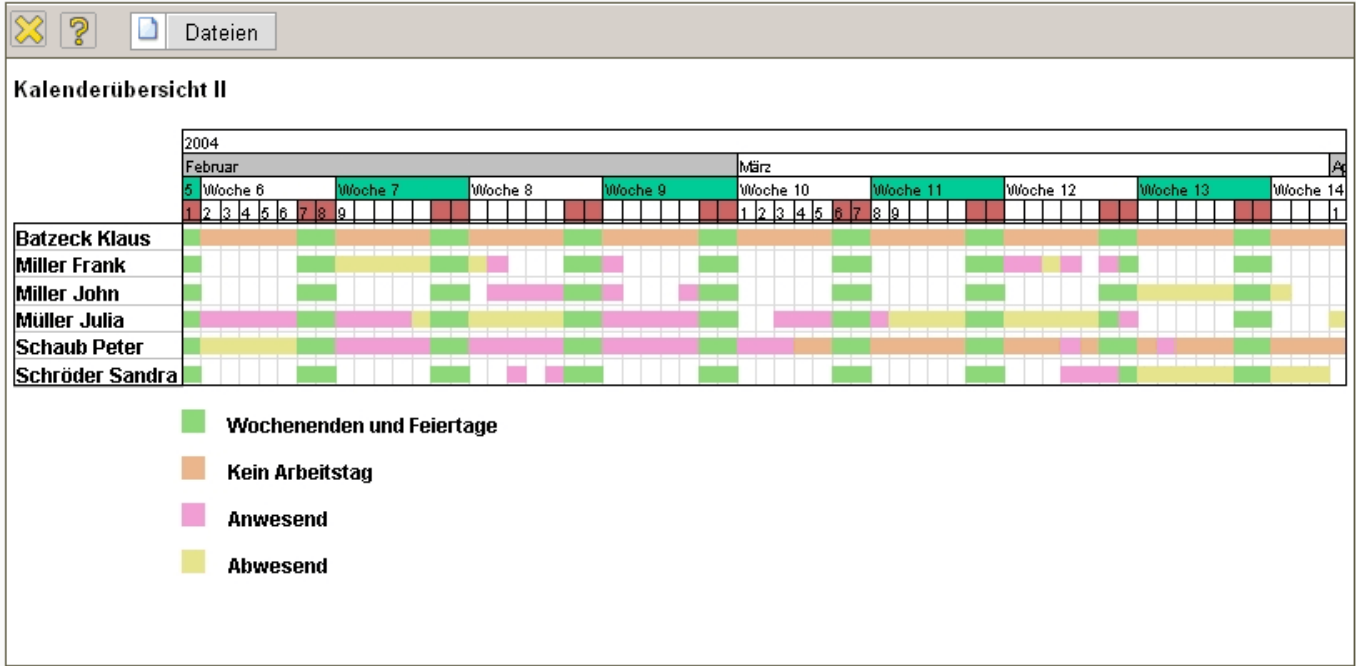 Dateien
Kalenderübersicht II
2004
Februar März
5 Woche 6 Woche 7 Woche 8 Woche 9 Woche 10 Woche 11 Woche 12 Woche 13 Woche 14
1 2 3 4 5 6 7 8 9 1 2 3 4 5 6 7 8 9 1
Batzeck Klaus
Miller Frank
Miller John
Müller Julia
Schaub Peter
Schröder Sandra
Wochenenden und Feiertage
Kein Arbeitstag
Anwesend
Abwesend